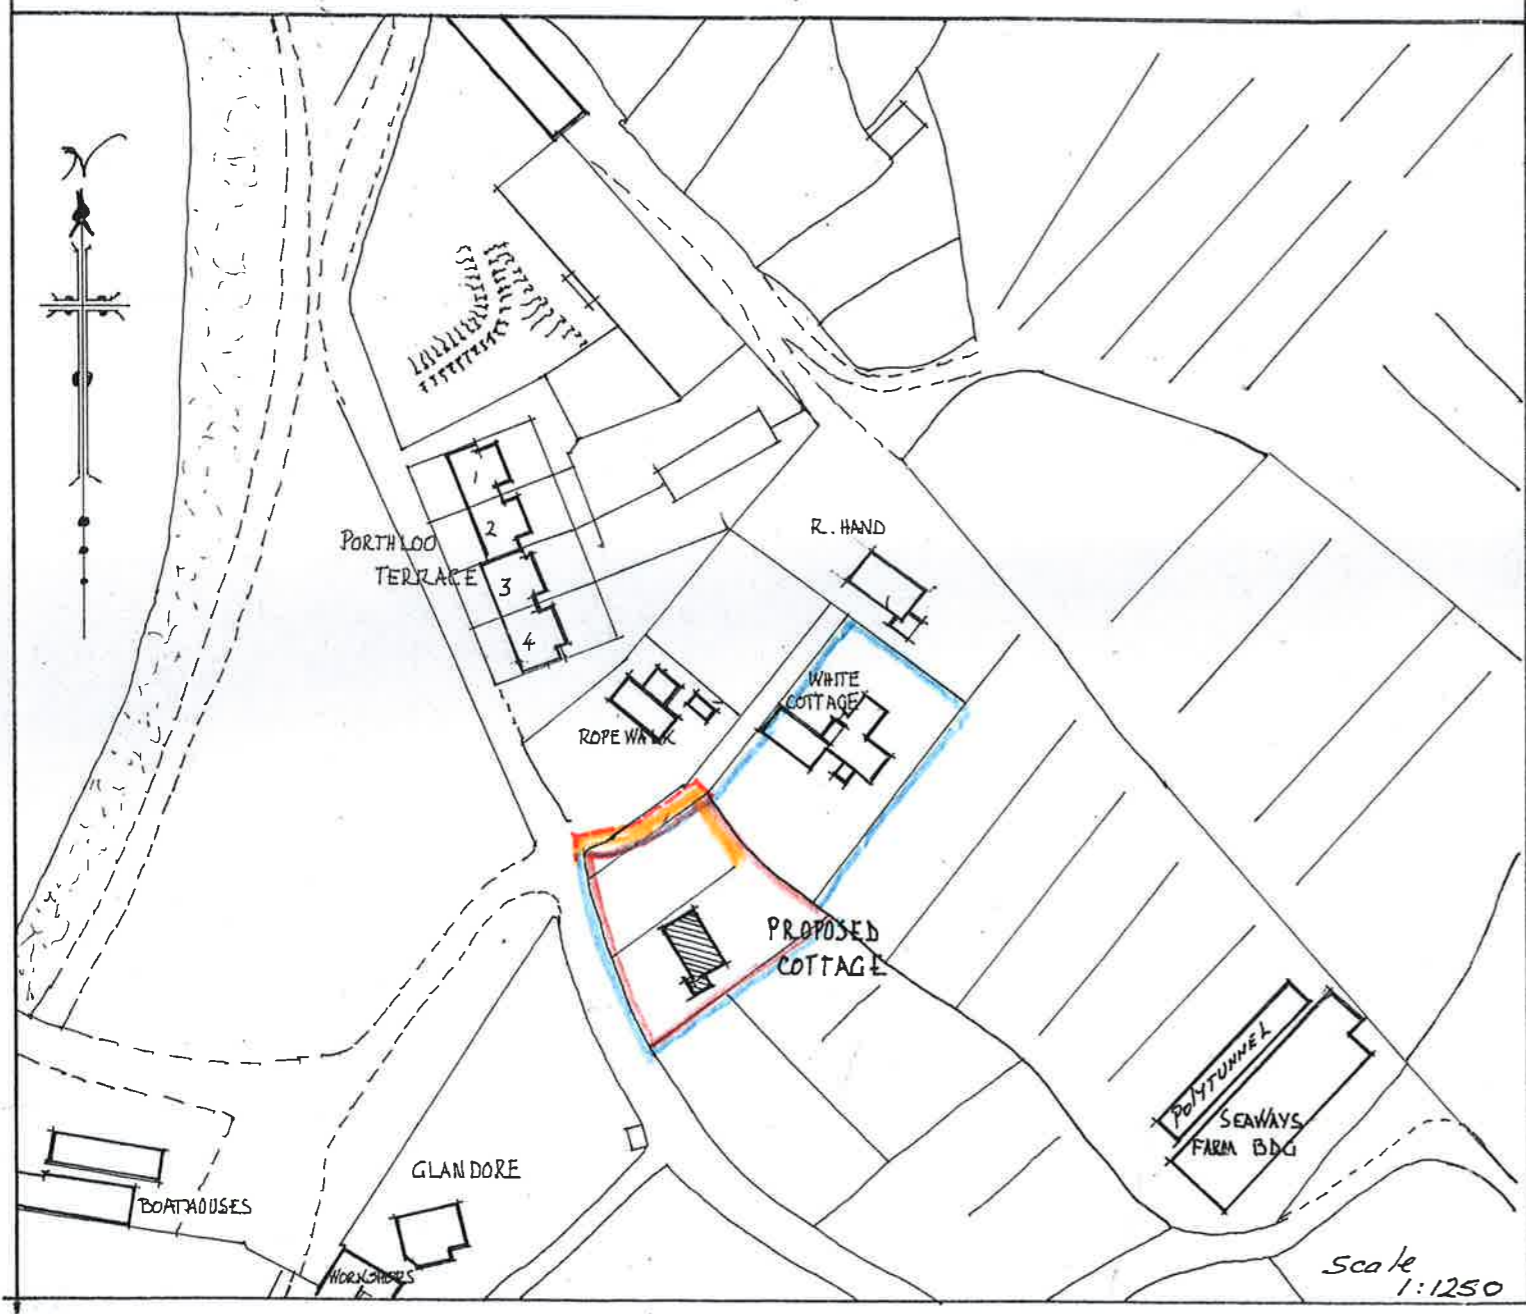 R. HAND
1
2
PORTHLOO
TERRACE
3
4
WHITE
COTTAGE
ROPE WALK
PROPOSED
COTTAGE
POLYTUNNEL
SEAWAYS
FARM BDG
GLANDORE
BOATHOUSES
WORKSHOPS
Scale
1:1250